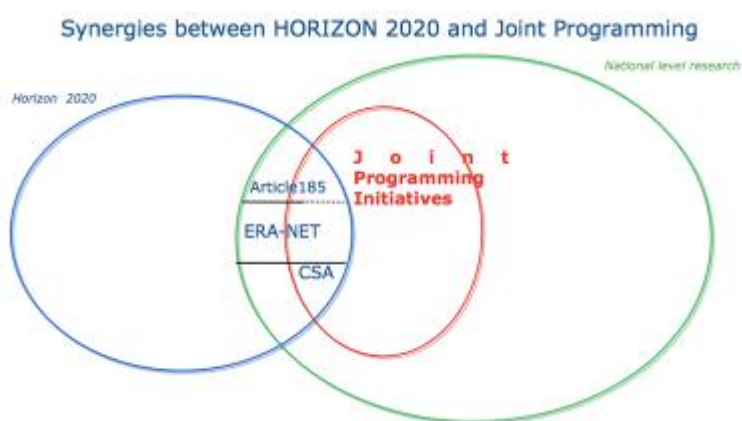 Synergies between HORIZON 2020 and Joint Programming
National level research
Horizon 2020
J o i n t
Programming
Initiatives
Article185
ERA-NET
CSA